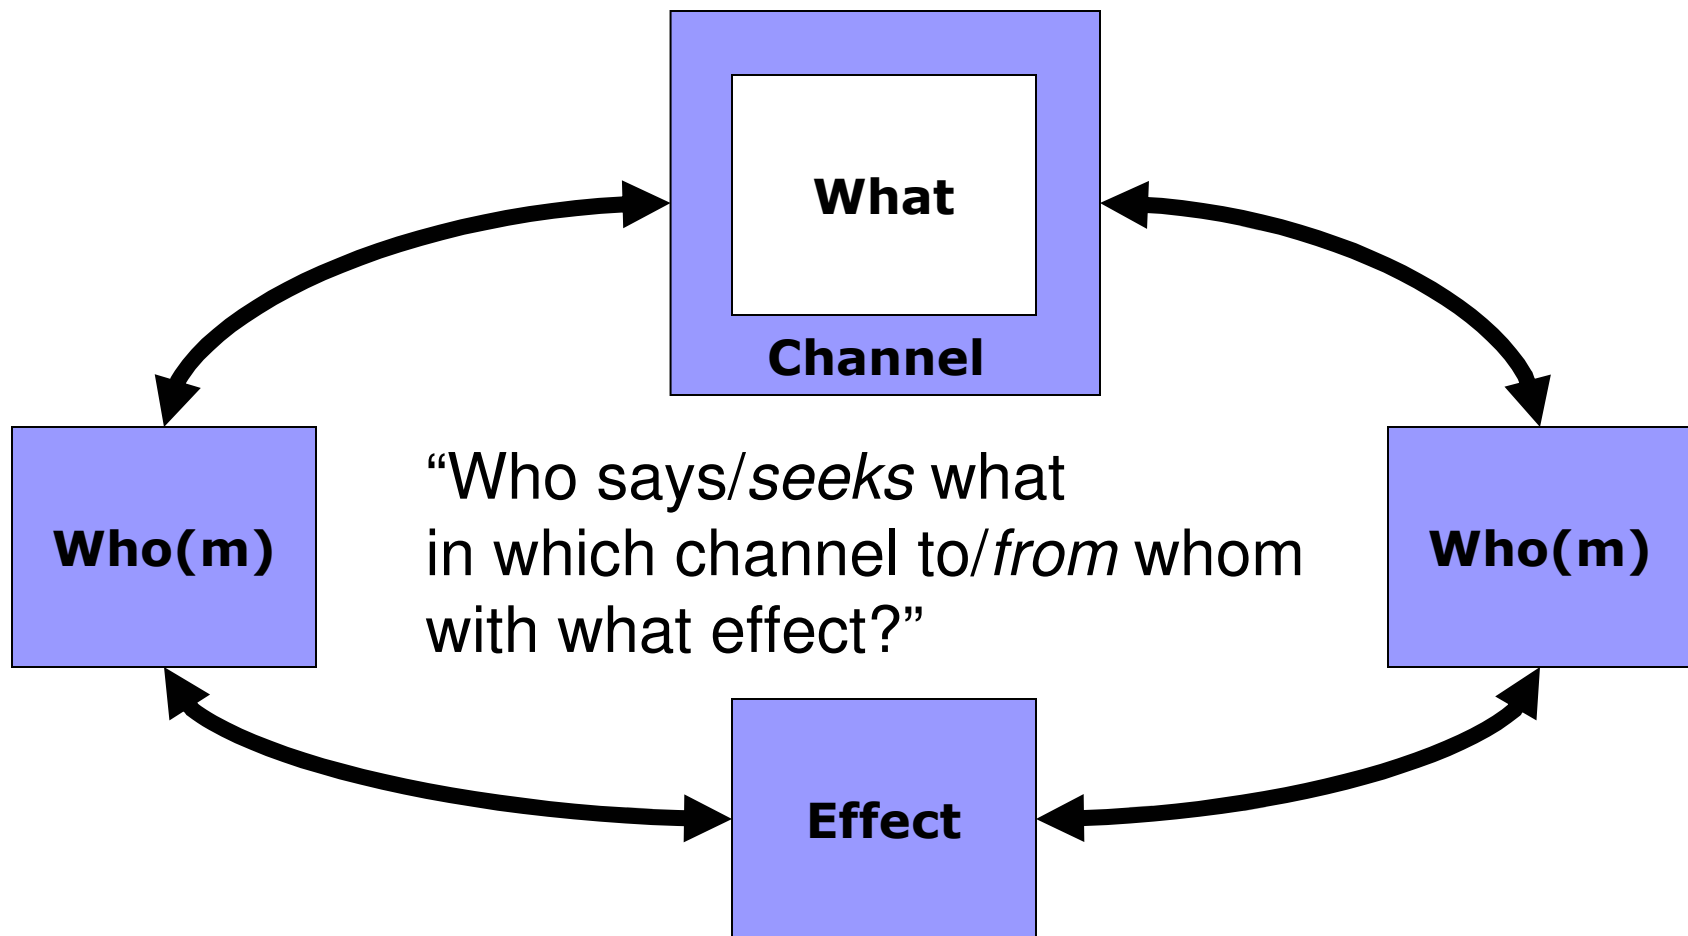 What
Channel
“Who says/seeks what
in which channel to/from whom
with what effect?”
Who(m)
Who(m)
Effect